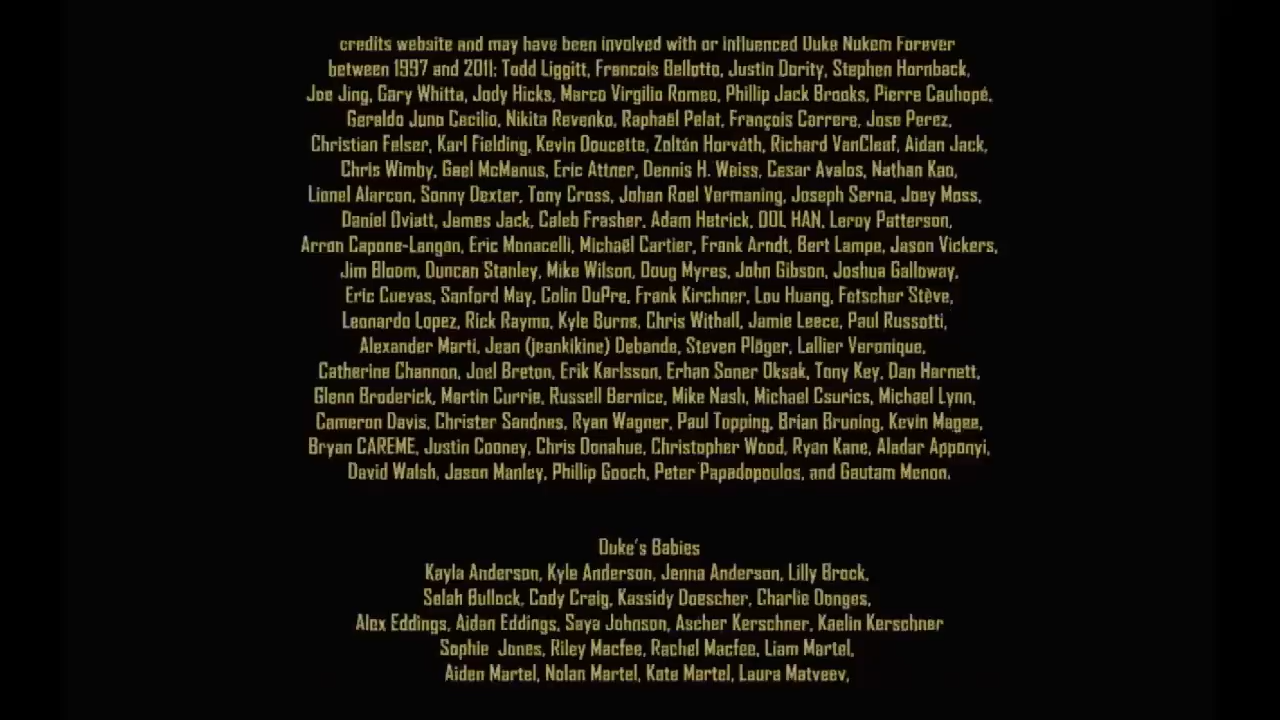 credits website and may have been involved with or influenced Duke Nukem Forever
between 1997 and 2011: Todd Liggitt, Francois Bellotto, Justin Dority, Stephen Hornback,
Joe Jing, Gary Whitta, Jody Hicks, Marco Virgilio Romeo, Phillip Jack Brooks, Pierre Cauhopé,
Geraldo Juno Cecilio, Nikita Revenko, Raphaël Pelat, François Carrere, Jose Perez,
Christian Felser, Karl Fielding, Kevin Doucette, Zoltán Horváth, Richard VanCleaf, Aidan Jack,
Chris Wimby, Gael McManus, Eric Attner, Dennis H. Weiss, Cesar Avalos, Nathan Kao,
Lionel Alarcon, Sonny Dexter, Tony Cross, Johan Roel Vermaning, Joseph Serna, Joey Moss,
Daniel Oviatt, James Jack, Caleb Frasher, Adam Hetrick, OOL HAN, Leroy Patterson,
Arron Capone-Langan, Eric Monacelli, Michaël Cartier, Frank Arndt, Bert Lampe, Jason Vickers,
Jim Bloom, Duncan Stanley, Mike Wilson, Doug Myres, John Gibson, Joshua Galloway,
Eric Cuevas, Sanford May, Colin DuPre, Frank Kirchner, Lou Huang, Fetscher Stève,
Leonardo Lopez, Rick Raymo, Kyle Burns, Chris Withall, Jamie Leece, Paul Russotti,
Alexander Marti, Jean (jeankikine) Debande, Steven Plöger, Lallier Veronique,
Catherine Channon, Joel Breton, Erik Karlsson, Erhan Soner Oksak, Tony Key, Dan Harnett,
Glenn Broderick, Martin Currie, Russell Bernice, Mike Nash, Michael Csurics, Michael Lynn,
Cameron Davis, Christer Sandnes, Ryan Wagner, Paul Topping, Brian Bruning, Kevin Magee,
Bryan CAREME, Justin Cooney, Chris Donahue, Christopher Wood, Ryan Kane, Aladar Apponyi,
David Walsh, Jason Manley, Phillip Gooch, Peter Papadopoulos, and Gautam Menon.
Duke's Babies
Kayla Anderson, Kyle Anderson, Jenna Anderson, Lilly Brock,
Selah Bullock, Cody Craig, Kassidy Doescher, Charlie Donges,
Alex Eddings, Aidan Eddings, Saya Johnson, Ascher Kerschner, Kaelin Kerschner
Sophie Jones, Riley Macfee, Rachel Macfee, Liam Martel,
Aiden Martel, Nolan Martel, Kate Martel, Laura Matveev,